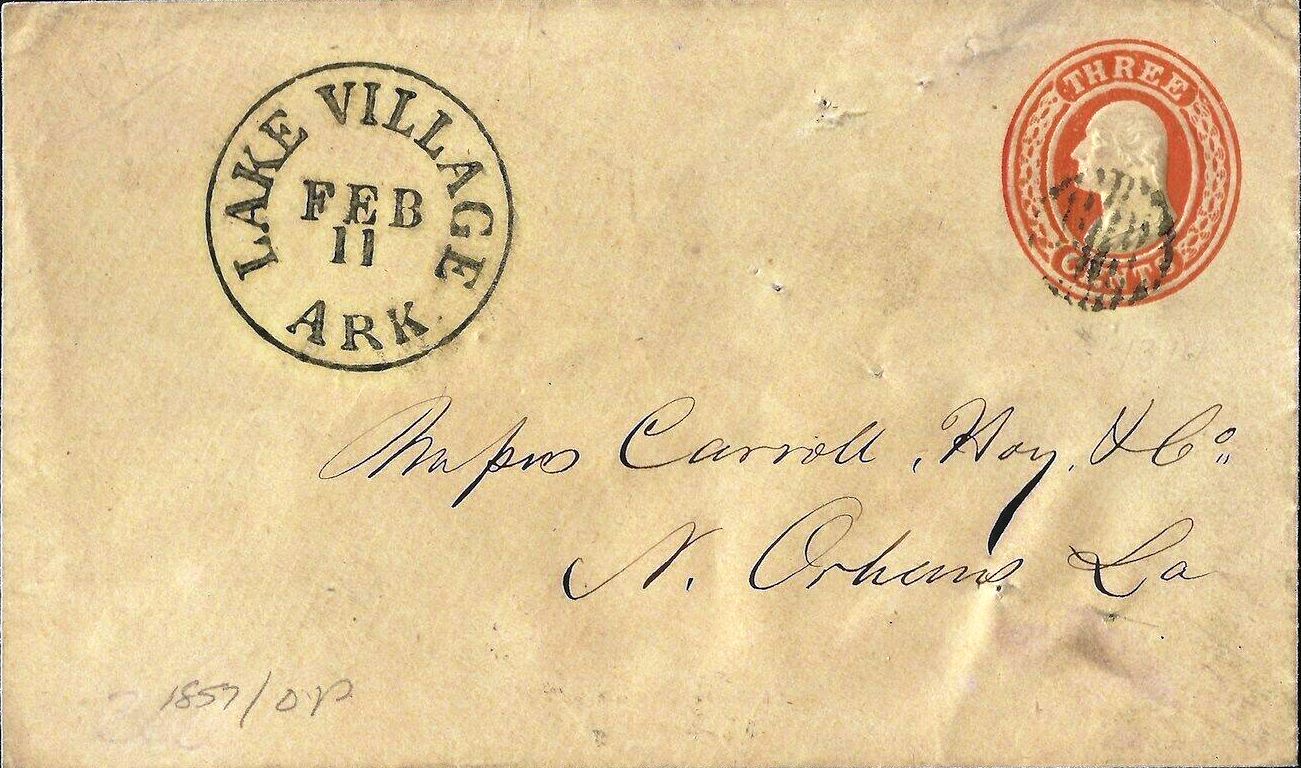 LAKE VILLAGE
ARK.
FEB
11
THREE
CENTS
Messrs Carroll, Hoy, & Co.,
N. Orleans La
1857/OP